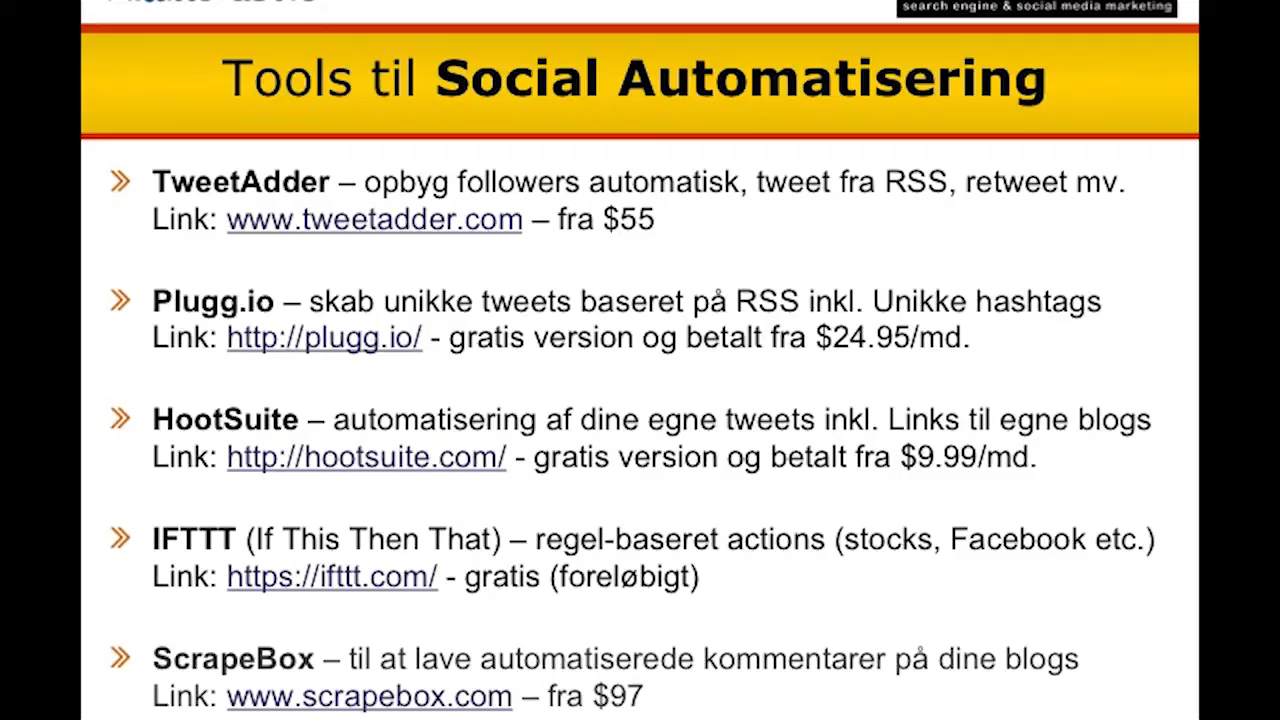 search engine & social media marketing
Tools til Social Automatisering
» TweetAdder – opbyg followers automatisk, tweet fra RSS, retweet mv.
Link: www.tweetadder.com – fra $55
» Plugg.io – skab unikke tweets baseret på RSS inkl. Unikke hashtags
Link: http://plugg.io/ - gratis version og betalt fra $24.95/md.
» HootSuite – automatisering af dine egne tweets inkl. Links til egne blogs
Link: http://hootsuite.com/ - gratis version og betalt fra $9.99/md.
» IFTTT (If This Then That) – regel-baseret actions (stocks, Facebook etc.)
Link: https://ifttt.com/ - gratis (foreløbigt)
» ScrapeBox – til at lave automatiserede kommentarer på dine blogs
Link: www.scrapebox.com – fra $97